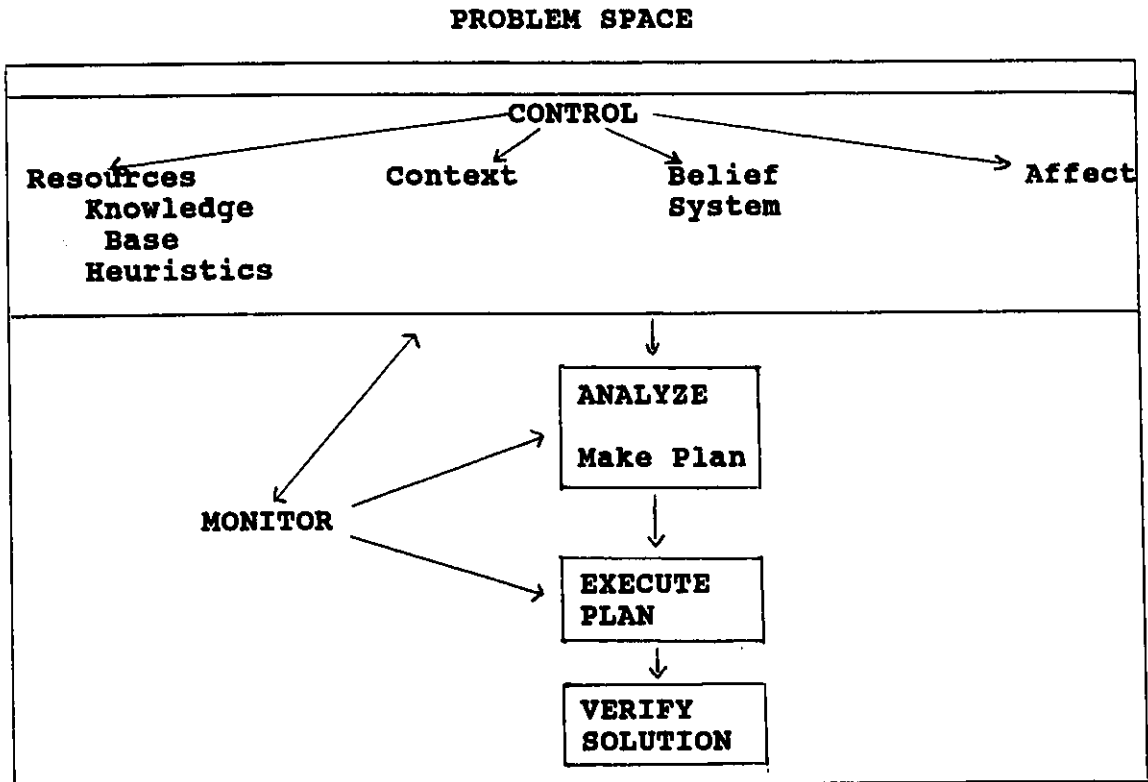 PROBLEM SPACE
CONTROL
Resources
Knowledge
Base
Heuristics
Context
Belief
System
Affect
ANALYZE
Make Plan
MONITOR
EXECUTE
PLAN
VERIFY
SOLUTION